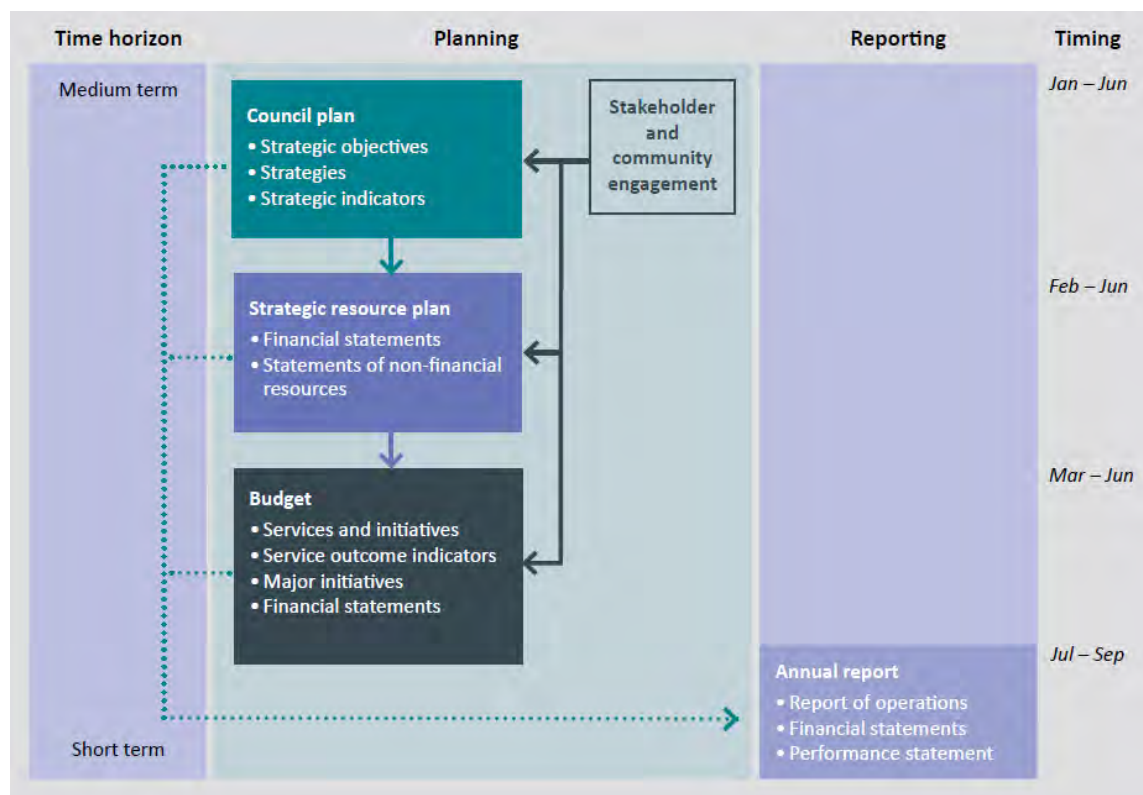 Time horizon
Planning
Reporting
Timing
Medium term
Jan – Jun
Council plan
• Strategic objectives
• Strategies
• Strategic indicators
Stakeholder
and
community
engagement
Feb – Jun
Strategic resource plan
• Financial statements
• Statements of non-financial
resources
Mar – Jun
Budget
• Services and initiatives
• Service outcome indicators
• Major initiatives
• Financial statements
Jul – Sep
Annual report
• Report of operations
• Financial statements
• Performance statement
Short term